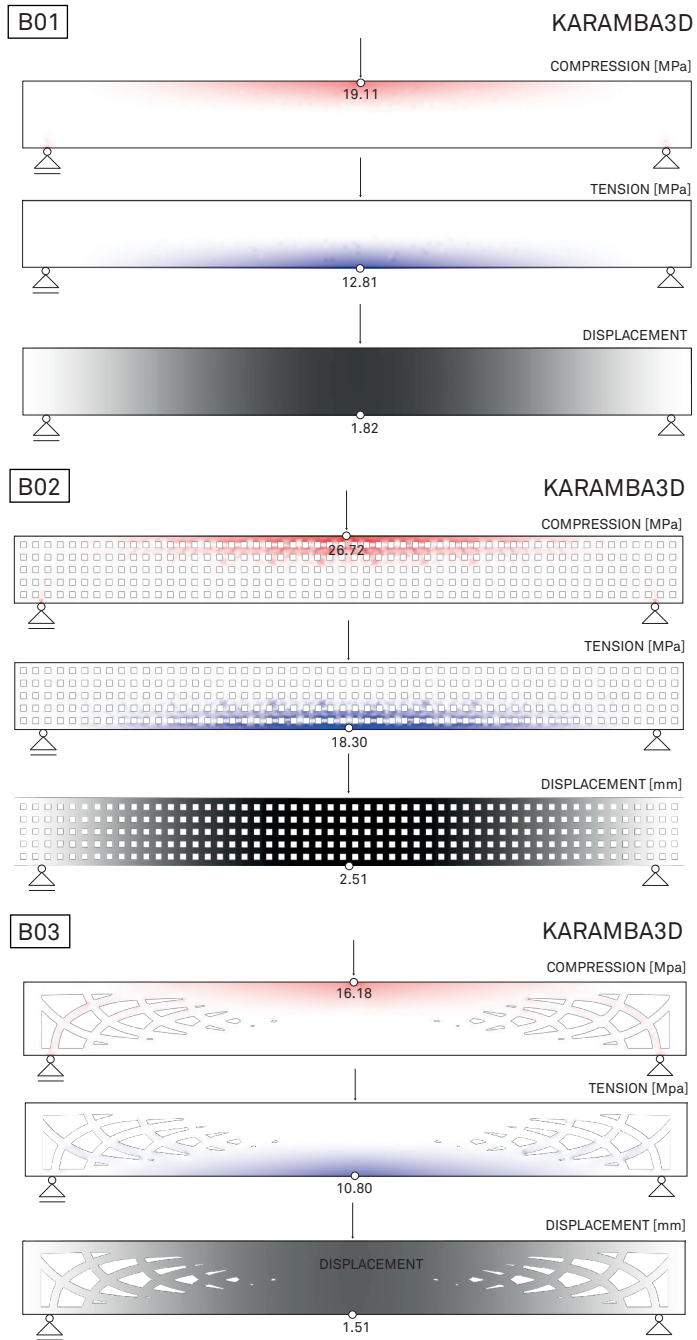 B01
KARAMBA3D
COMPRESSION [MPa]
19.11
TENSION [MPa]
12.81
DISPLACEMENT
1.82
B02
KARAMBA3D
COMPRESSION [MPa]
26.72
TENSION [MPa]
18.30
DISPLACEMENT [mm]
2.51
B03
KARAMBA3D
COMPRESSION [Mpa]
16.18
TENSION [Mpa]
10.80
DISPLACEMENT [mm]
DISPLACEMENT
1.51